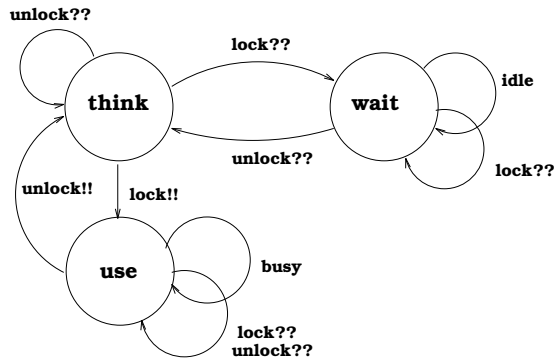 unlock??
lock??
think
wait
idle
unlock??
lock??
unlock!!
lock!!
use
busy
lock??
unlock??